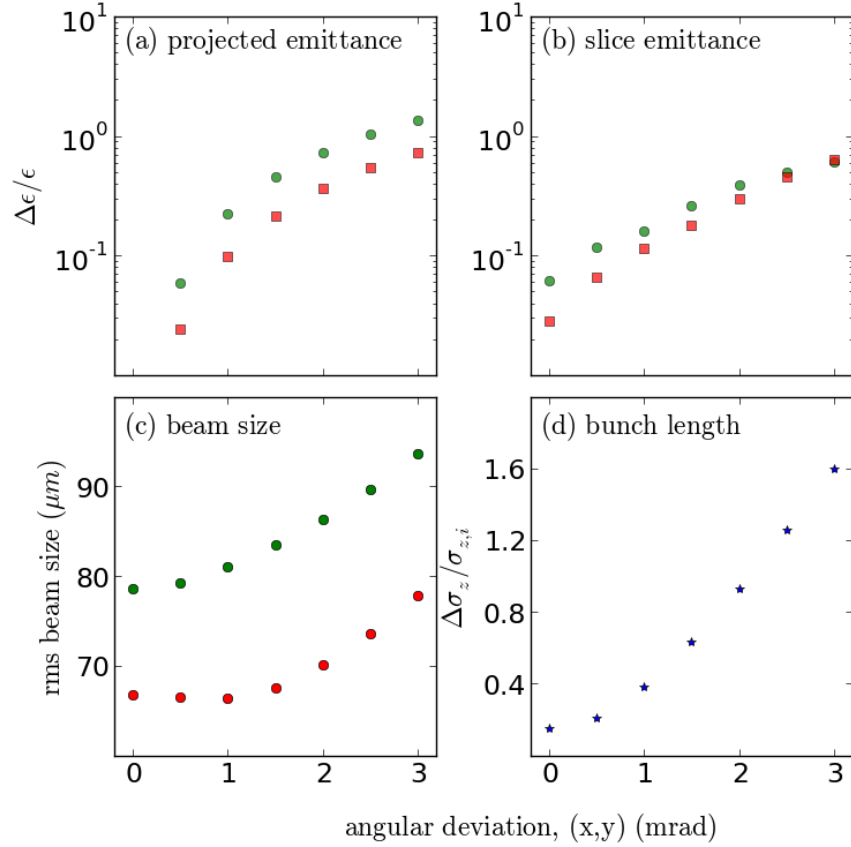 (a) projected emittance
10^1
10^0
10^-1
Δϵ/ϵ
(b) slice emittance
10^1
10^0
10^-1
(c) beam size
90
80
70
rms beam size (μm)
0 1 2 3
(d) bunch length
1.6
1.2
0.8
0.4
Δσ_z/σ_{z,i}
0 1 2 3
angular deviation, (x,y) (mrad)